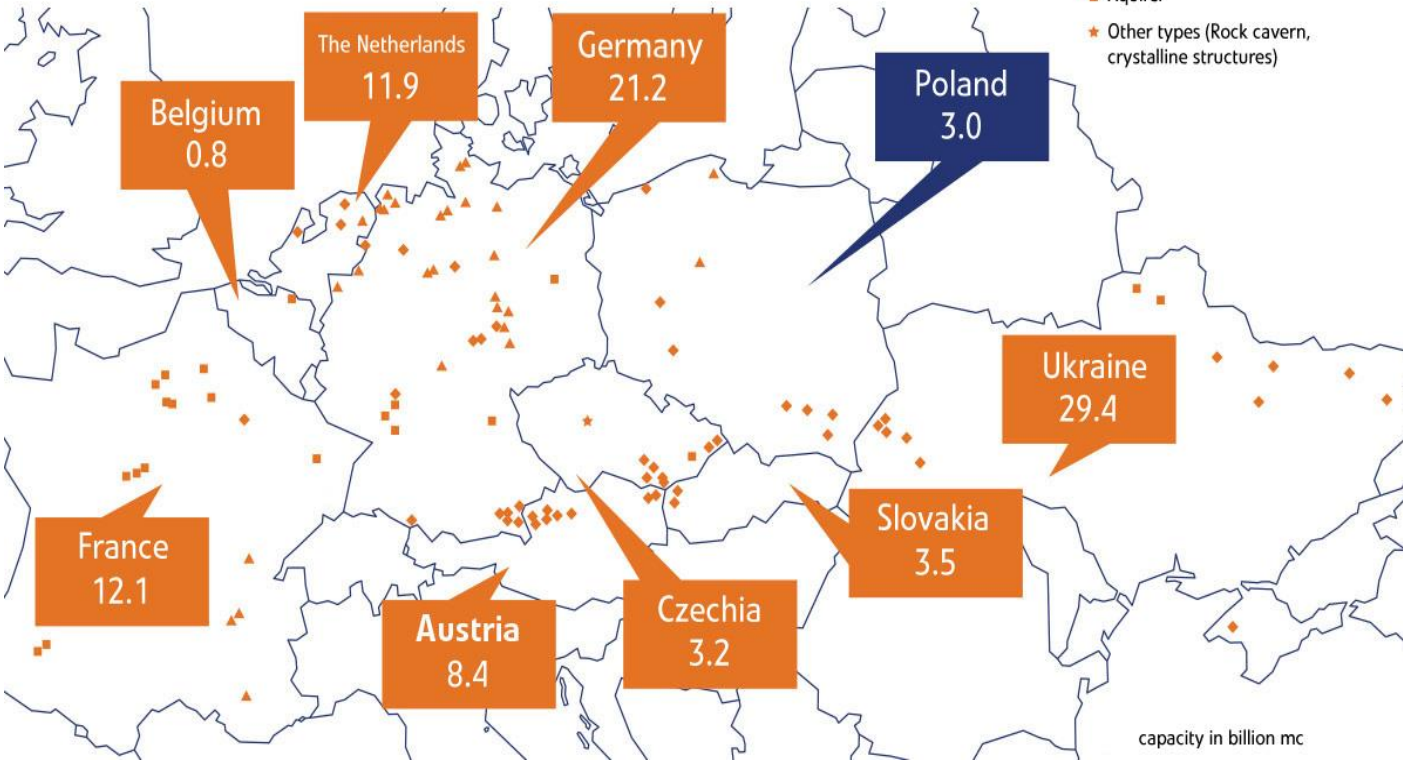 Other types (Rock cavern,
crystalline structures)
The Netherlands
11.9
Germany
21.2
Belgium
0.8
Poland
3.0
Ukraine
29.4
France
12.1
Slovakia
3.5
Austria
8.4
Czechia
3.2
capacity in billion mc